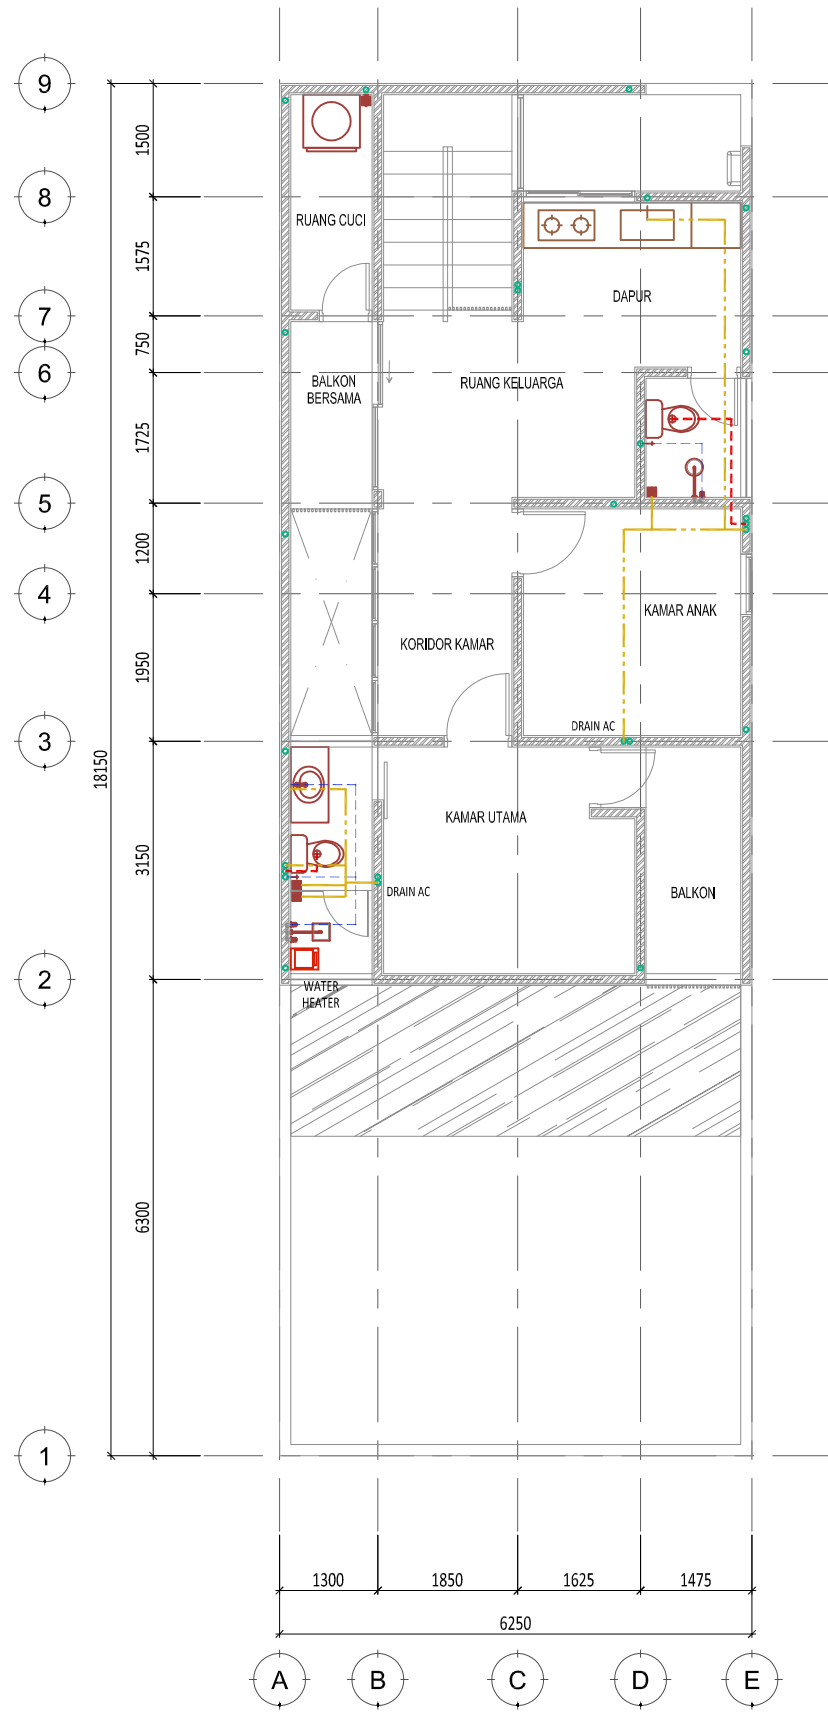 9
1500
8
RUANG CUCI
1575
DAPUR
7
750
6
BALKON
BERSAMA
RUANG KELUARGA
1725
5
1200
4
KAMAR ANAK
KORIDOR KAMAR
1950
DRAIN AC
3
18150
KAMAR UTAMA
3150
DRAIN AC
BALKON
2
WATER
HEATER
6300
1
1300
1850
1625
1475
6250
A
B
C
D
E